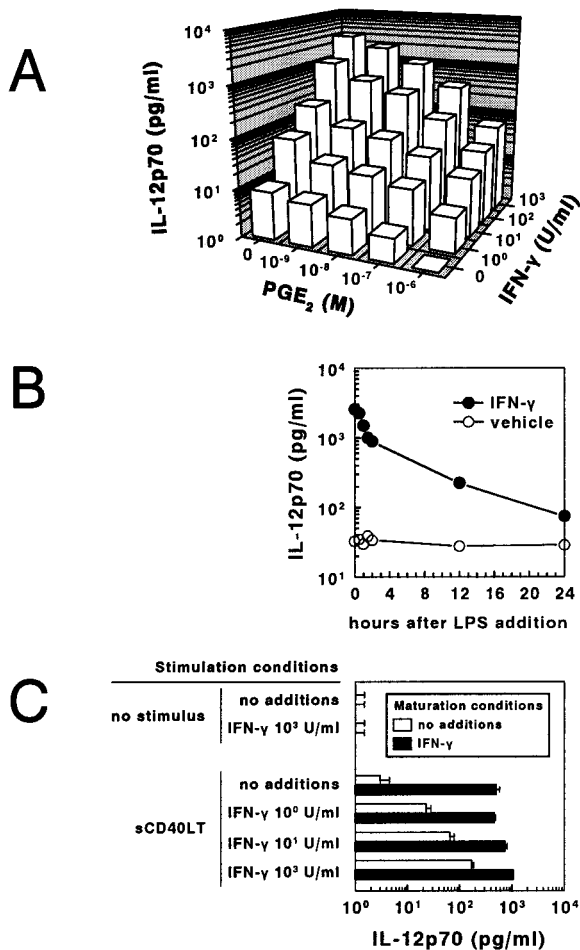 A
IL-12p70 (pg/ml)
10⁴
10³
10²
10¹
10⁰
0
10⁻⁹
10⁻⁸
10⁻⁷
10⁻⁶
PGE₂ (M)
10³
10²
10¹
10⁰
0
IFN-γ (U/ml)
B
IL-12p70 (pg/ml)
10⁴
10³
10²
10¹
IFN-γ
vehicle
0 4 8 12 16 20 24
hours after LPS addition
C
Stimulation conditions
no stimulus
no additions
IFN-γ 10³ U/ml
sCD40LT
no additions
IFN-γ 10⁰ U/ml
IFN-γ 10¹ U/ml
IFN-γ 10³ U/ml
Maturation conditions
no additions
IFN-γ
10⁰ 10¹ 10² 10³ 10⁴
IL-12p70 (pg/ml)